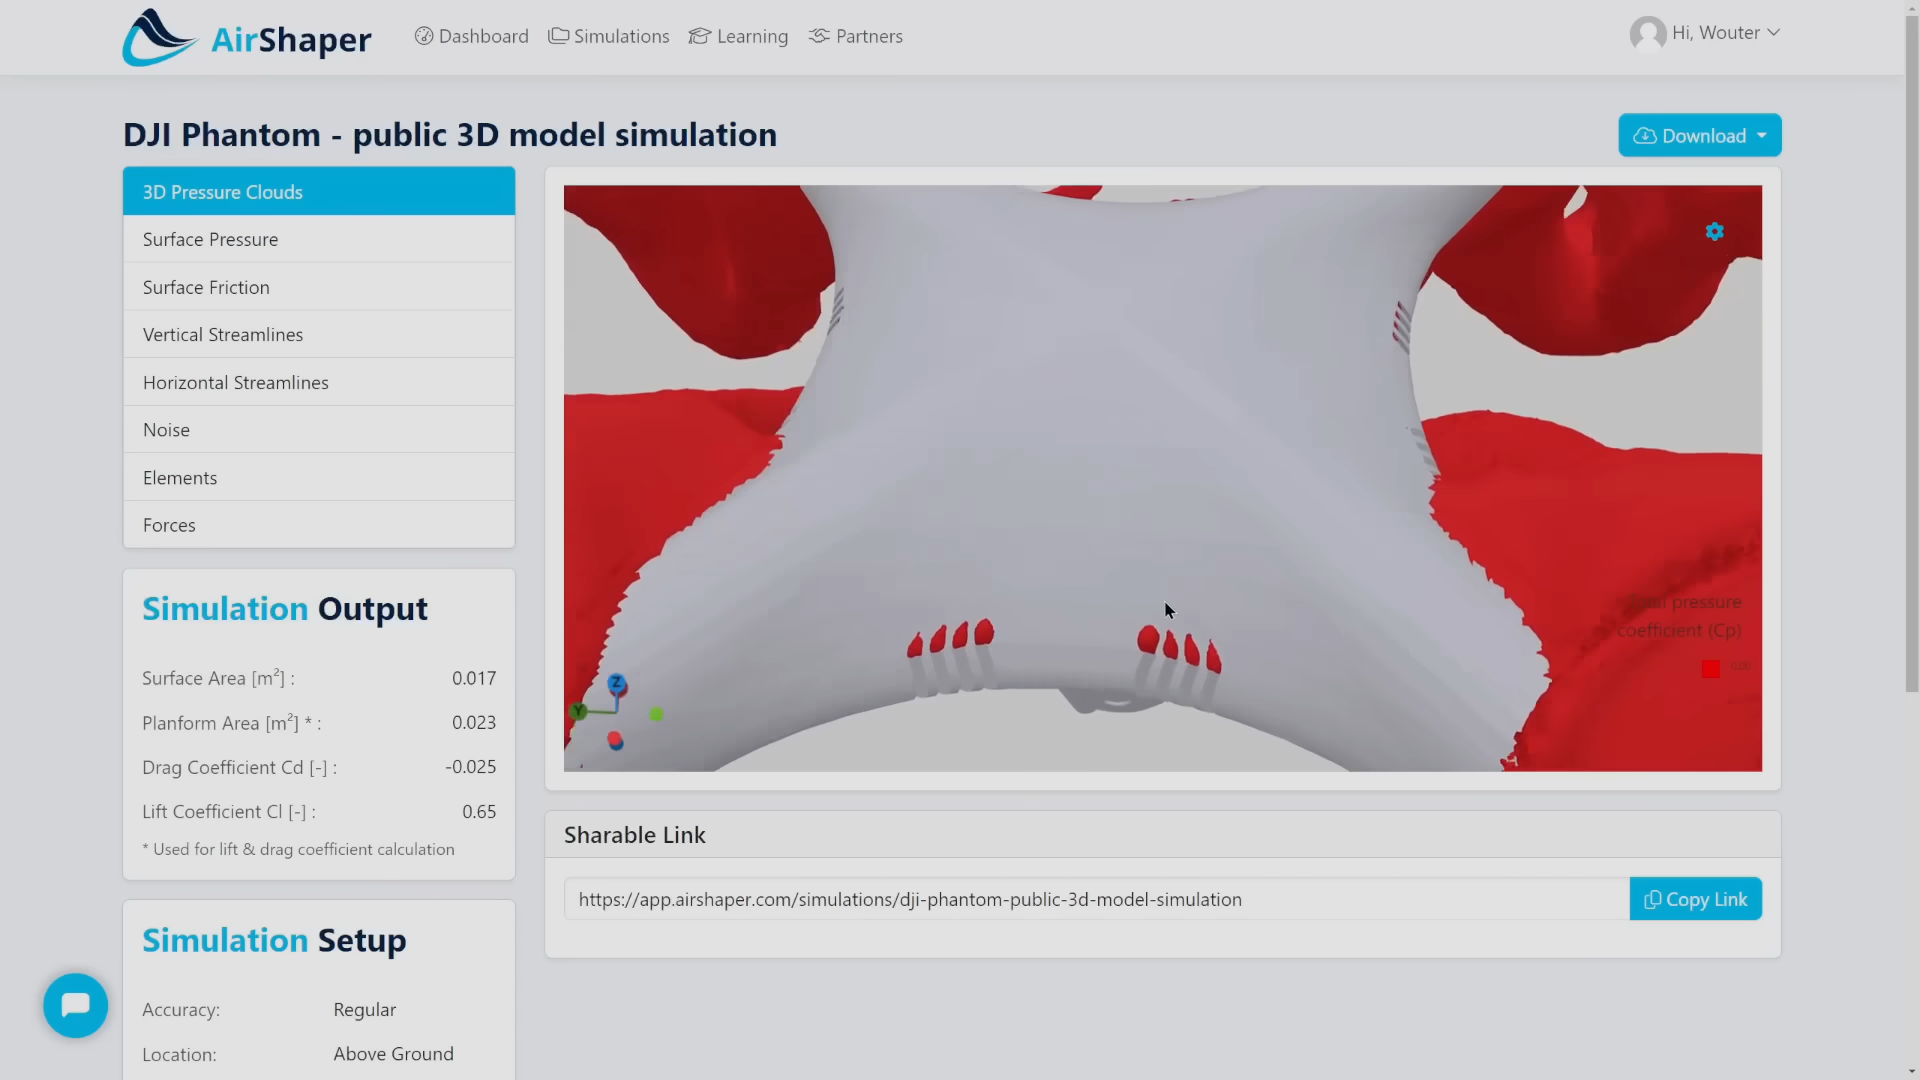 AirShaper
Dashboard
Simulations
Learning
Partners
Hi, Wouter
DJI Phantom - public 3D model simulation
Download
3D Pressure Clouds
Surface Pressure
Surface Friction
Vertical Streamlines
Horizontal Streamlines
Noise
Elements
Forces
Simulation Output
Surface Area [m²] : 0.017
Planform Area [m²] * : 0.023
Drag Coefficient Cd [-] : -0.025
Lift Coefficient Cl [-] : 0.65
* Used for lift & drag coefficient calculation
Simulation Setup
Accuracy: Regular
Location: Above Ground
Z
Y
pressure
coefficient (Cp)
Sharable Link
https://app.airshaper.com/simulations/dji-phantom-public-3d-model-simulation
Copy Link